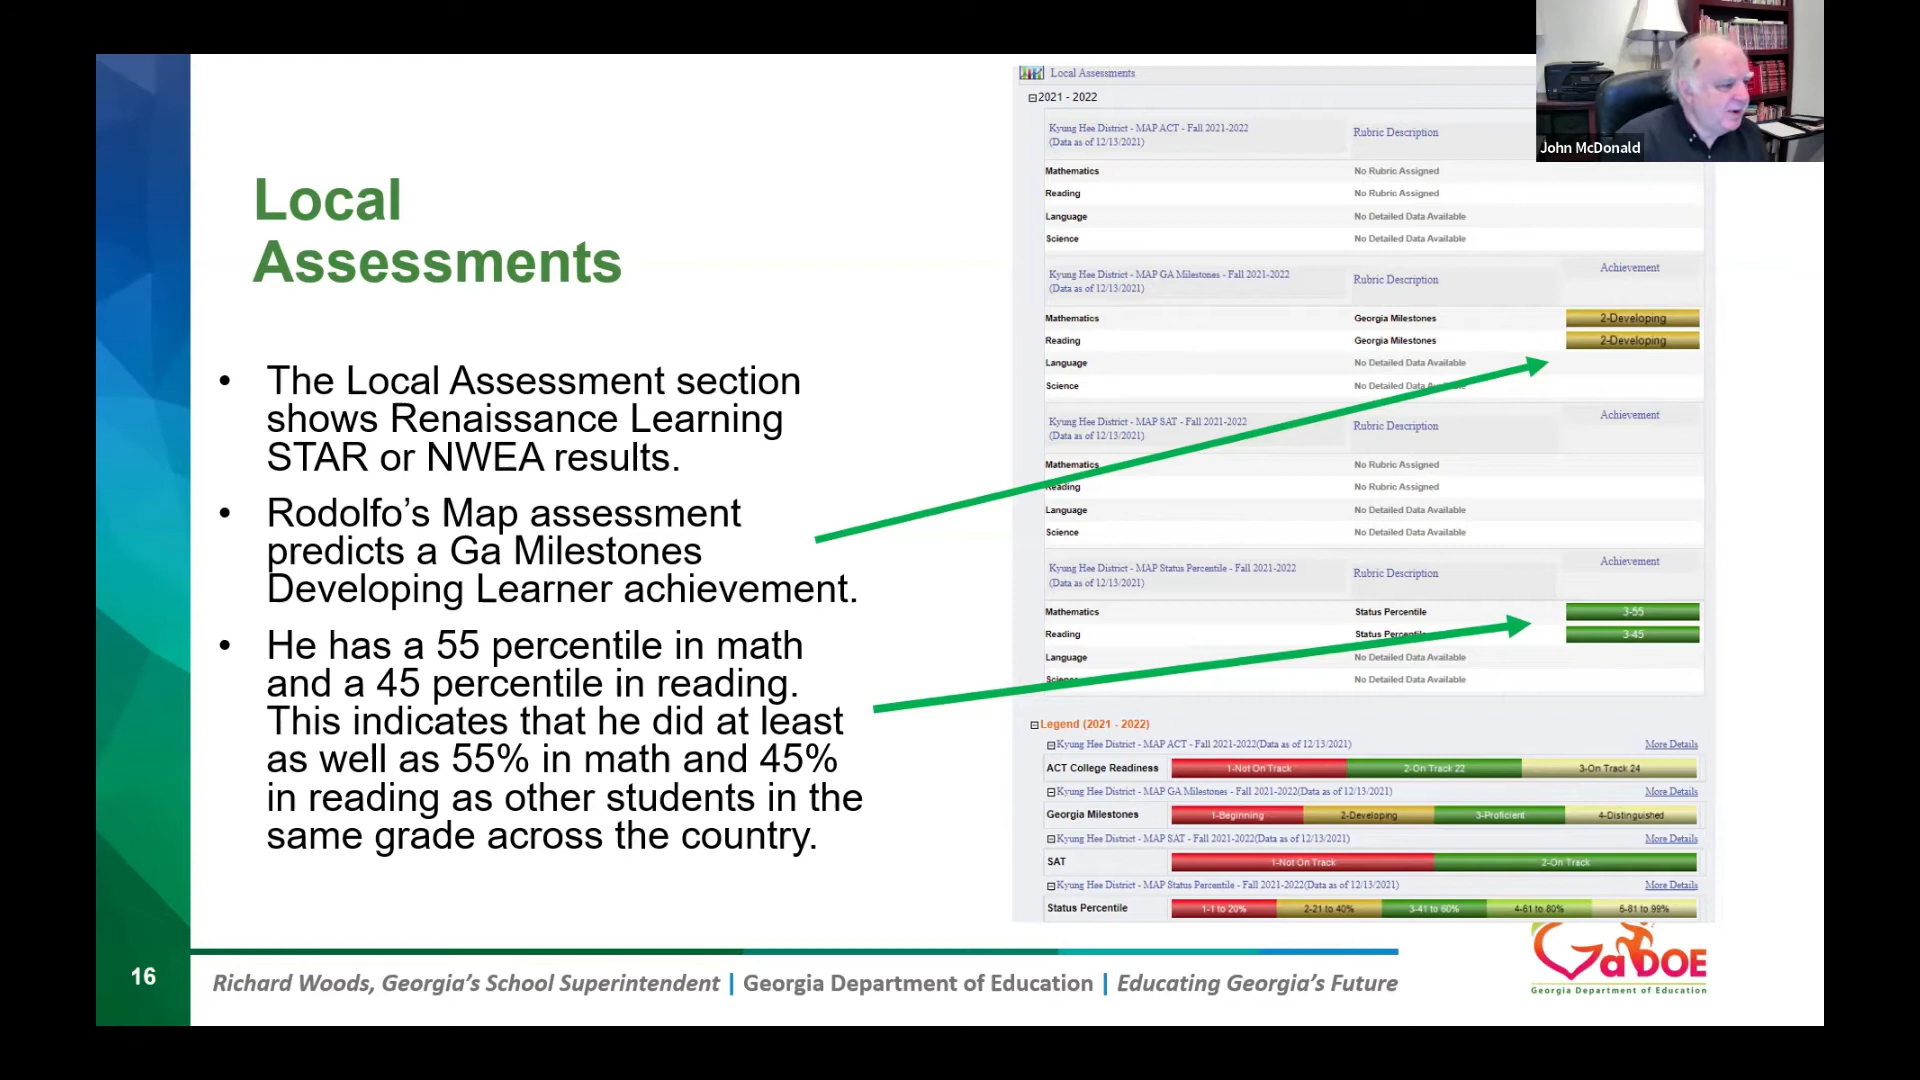 Local
Assessments
• The Local Assessment section
shows Renaissance Learning
STAR or NWEA results.
• Rodolfo’s Map assessment
predicts a Ga Milestones
Developing Learner achievement.
• He has a 55 percentile in math
and a 45 percentile in reading.
This indicates that he did at least
as well as 55% in math and 45%
in reading as other students in the
same grade across the country.
Local Assessments
2021 - 2022
Kyung Hee District - MAP ACT - Fall 2021-2022
(Data as of 12/13/2021)
Rubric Description
Mathematics No Rubric Assigned
Reading No Rubric Assigned
Language No Detailed Data Available
Science No Detailed Data Available
Kyung Hee District - MAP GA Milestones - Fall 2021-2022
(Data as of 12/13/2021)
Rubric Description
Achievement
Mathematics Georgia Milestones 2-Developing
Reading Georgia Milestones 2-Developing
Language No Detailed Data Available
Science No Detailed Data Available
Kyung Hee District - MAP SAT - Fall 2021-2022
(Data as of 12/13/2021)
Rubric Description
Achievement
Mathematics No Rubric Assigned
Reading No Rubric Assigned
Language No Detailed Data Available
Science No Detailed Data Available
Kyung Hee District - MAP Status Percentile - Fall 2021-2022
(Data as of 12/13/2021)
Rubric Description
Achievement
Mathematics Status Percentile 3-55
Reading Status Percentile 3-45
Language No Detailed Data Available
Science No Detailed Data Available
Legend (2021 - 2022)
Kyung Hee District - MAP ACT - Fall 2021-2022(Data as of 12/13/2021) More Details
ACT College Readiness 1-Not On Track 2-On Track 22 3-On Track 24
Kyung Hee District - MAP GA Milestones - Fall 2021-2022(Data as of 12/13/2021) More Details
Georgia Milestones 1-Beginning 2-Developing 3-Proficient 4-Distinguished
Kyung Hee District - MAP SAT - Fall 2021-2022(Data as of 12/13/2021) More Details
SAT 1-Not On Track 2-On Track
Kyung Hee District - MAP Status Percentile - Fall 2021-2022(Data as of 12/13/2021) More Details
Status Percentile 1-1 to 20% 2-21 to 40% 3-41 to 60% 4-61 to 80% 5-81 to 99%
John McDonald
16
Richard Woods, Georgia’s School Superintendent | Georgia Department of Education | Educating Georgia’s Future
GaDOE
Georgia Department of Education